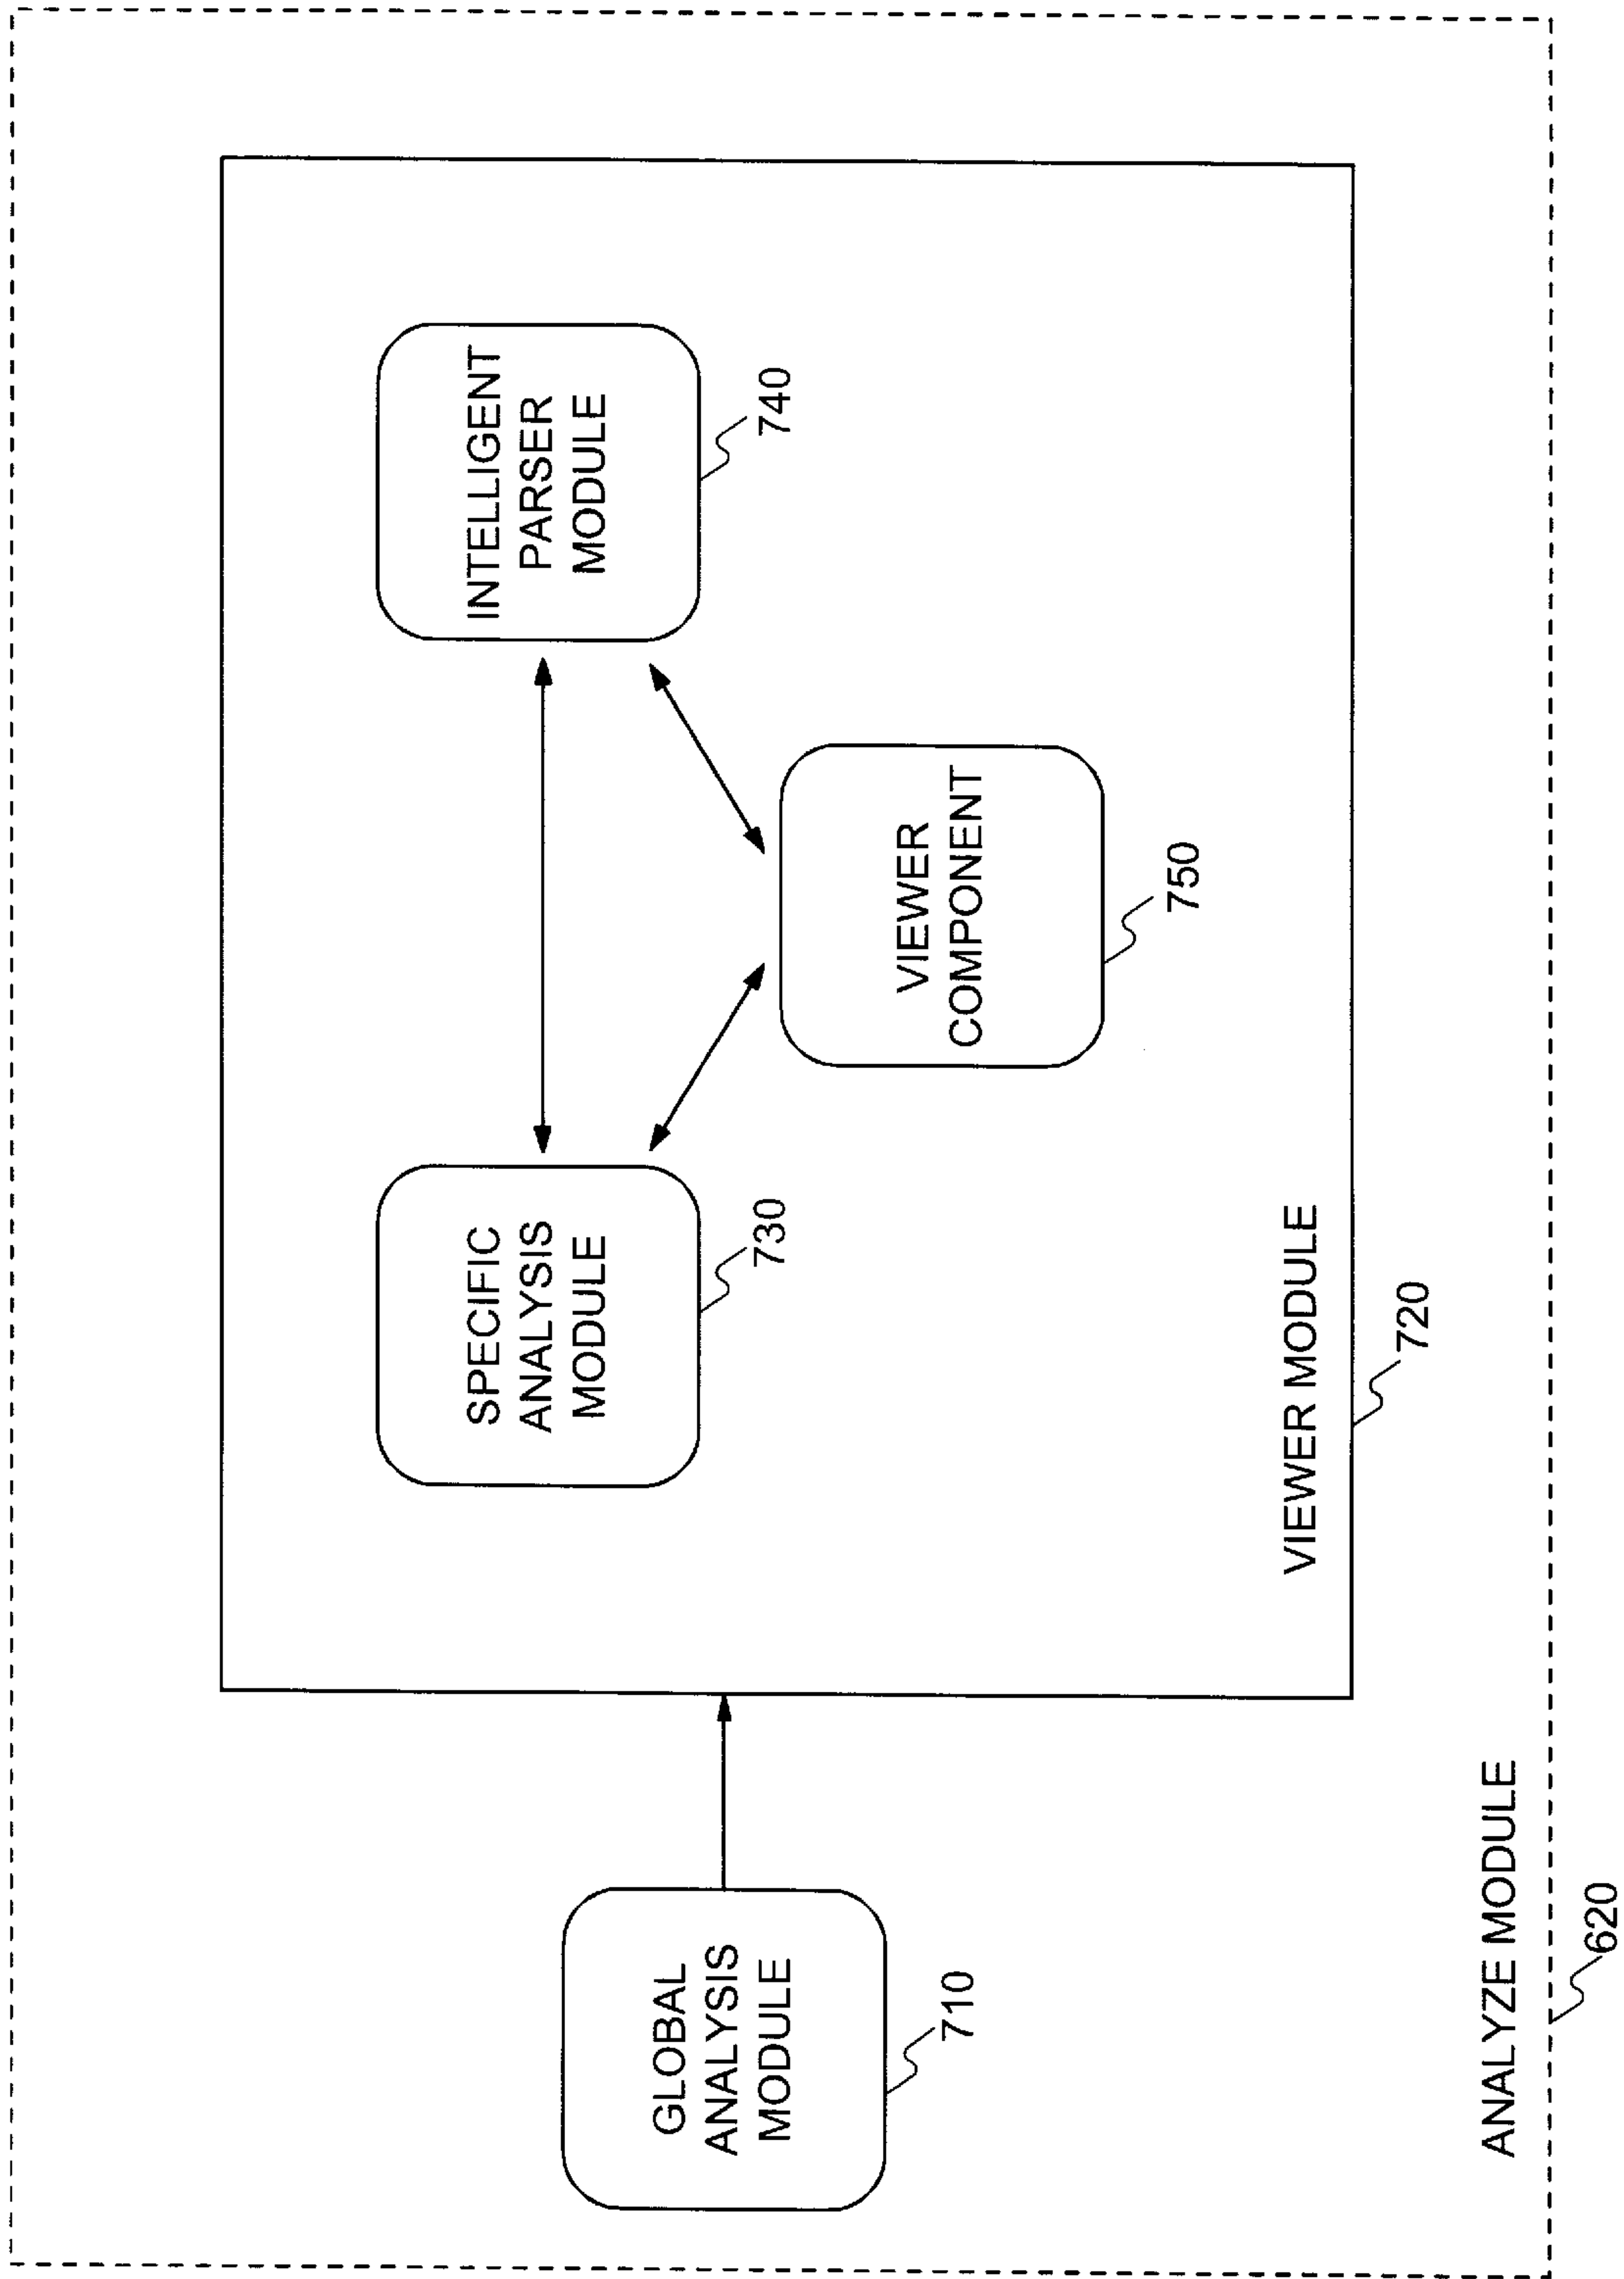 GLOBAL
ANALYSIS
MODULE
710
SPECIFIC
ANALYSIS
MODULE
730
INTELLIGENT
PARSER
MODULE
740
VIEWER
COMPONENT
750
VIEWER MODULE
720
ANALYZE MODULE
620